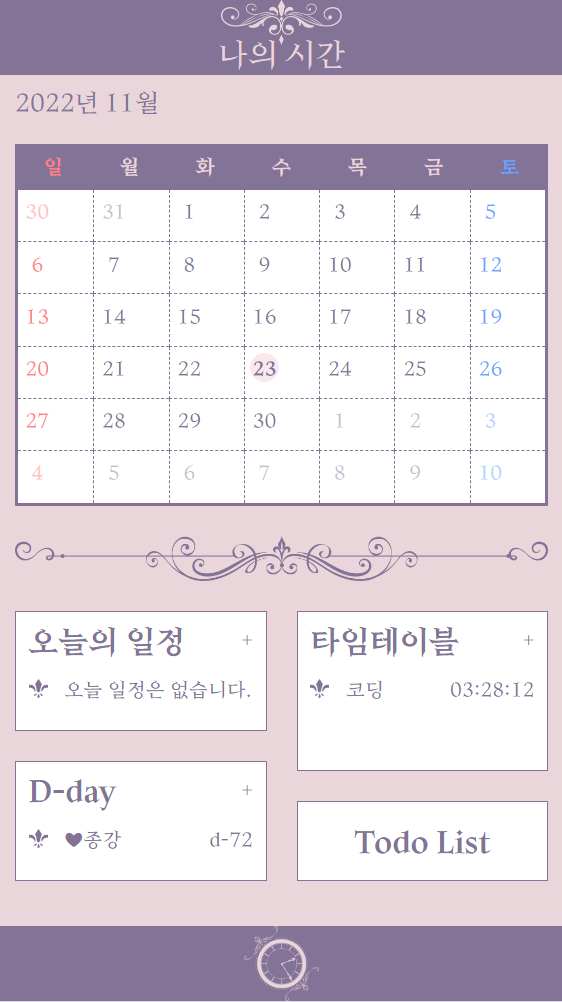 나의 시간
2022년 11월
일 월 화 수 목 금 토
30 31 1 2 3 4 5
6 7 8 9 10 11 12
13 14 15 16 17 18 19
20 21 22 23 24 25 26
27 28 29 30 1 2 3
4 5 6 7 8 9 10
오늘의 일정 +
오늘 일정은 없습니다.
타임테이블 +
코딩 03:28:12
D-day +
♥종강 d-72
Todo List